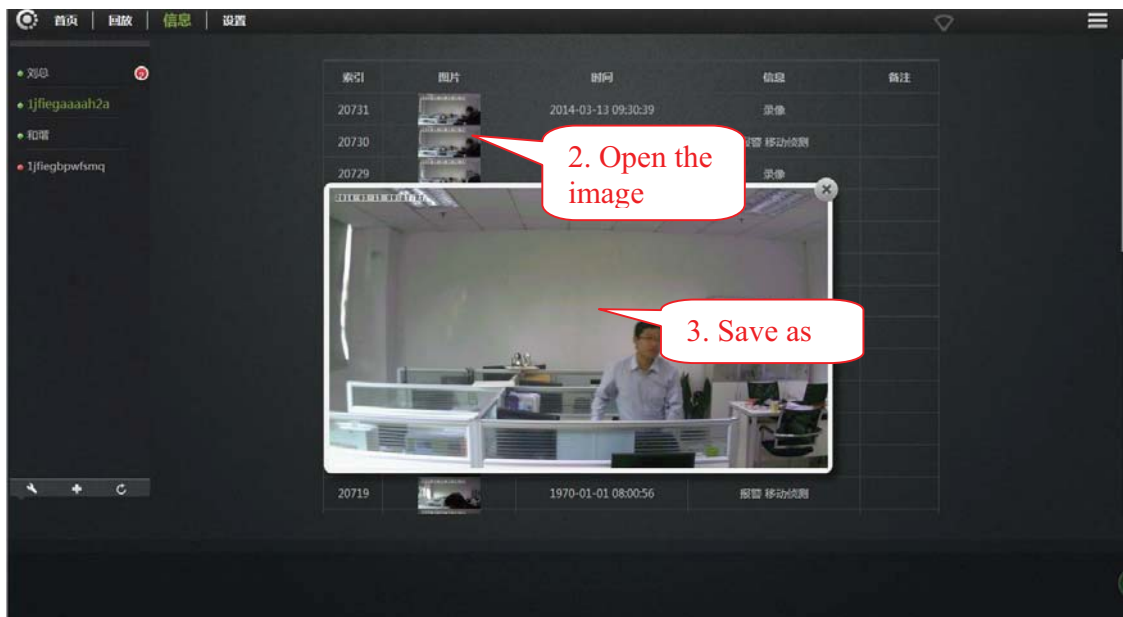 首页 | 回放 | 信息 | 设置
刘总
1jfiegaaaah2a
和谐
1jfiegbpwfsmq
索引 图片 时间 信息 备注
20731 2014-03-13 09:30:39 录像
20730 报警 移动侦测
20729 录像
2. Open the
image
3. Save as
20719 1970-01-01 08:00:56 报警 移动侦测